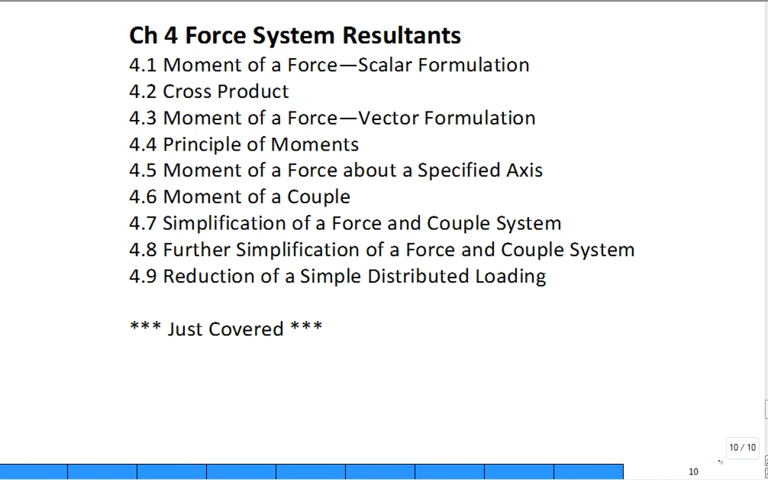 Ch 4 Force System Resultants
4.1 Moment of a Force—Scalar Formulation
4.2 Cross Product
4.3 Moment of a Force—Vector Formulation
4.4 Principle of Moments
4.5 Moment of a Force about a Specified Axis
4.6 Moment of a Couple
4.7 Simplification of a Force and Couple System
4.8 Further Simplification of a Force and Couple System
4.9 Reduction of a Simple Distributed Loading
*** Just Covered ***
10 / 10
10